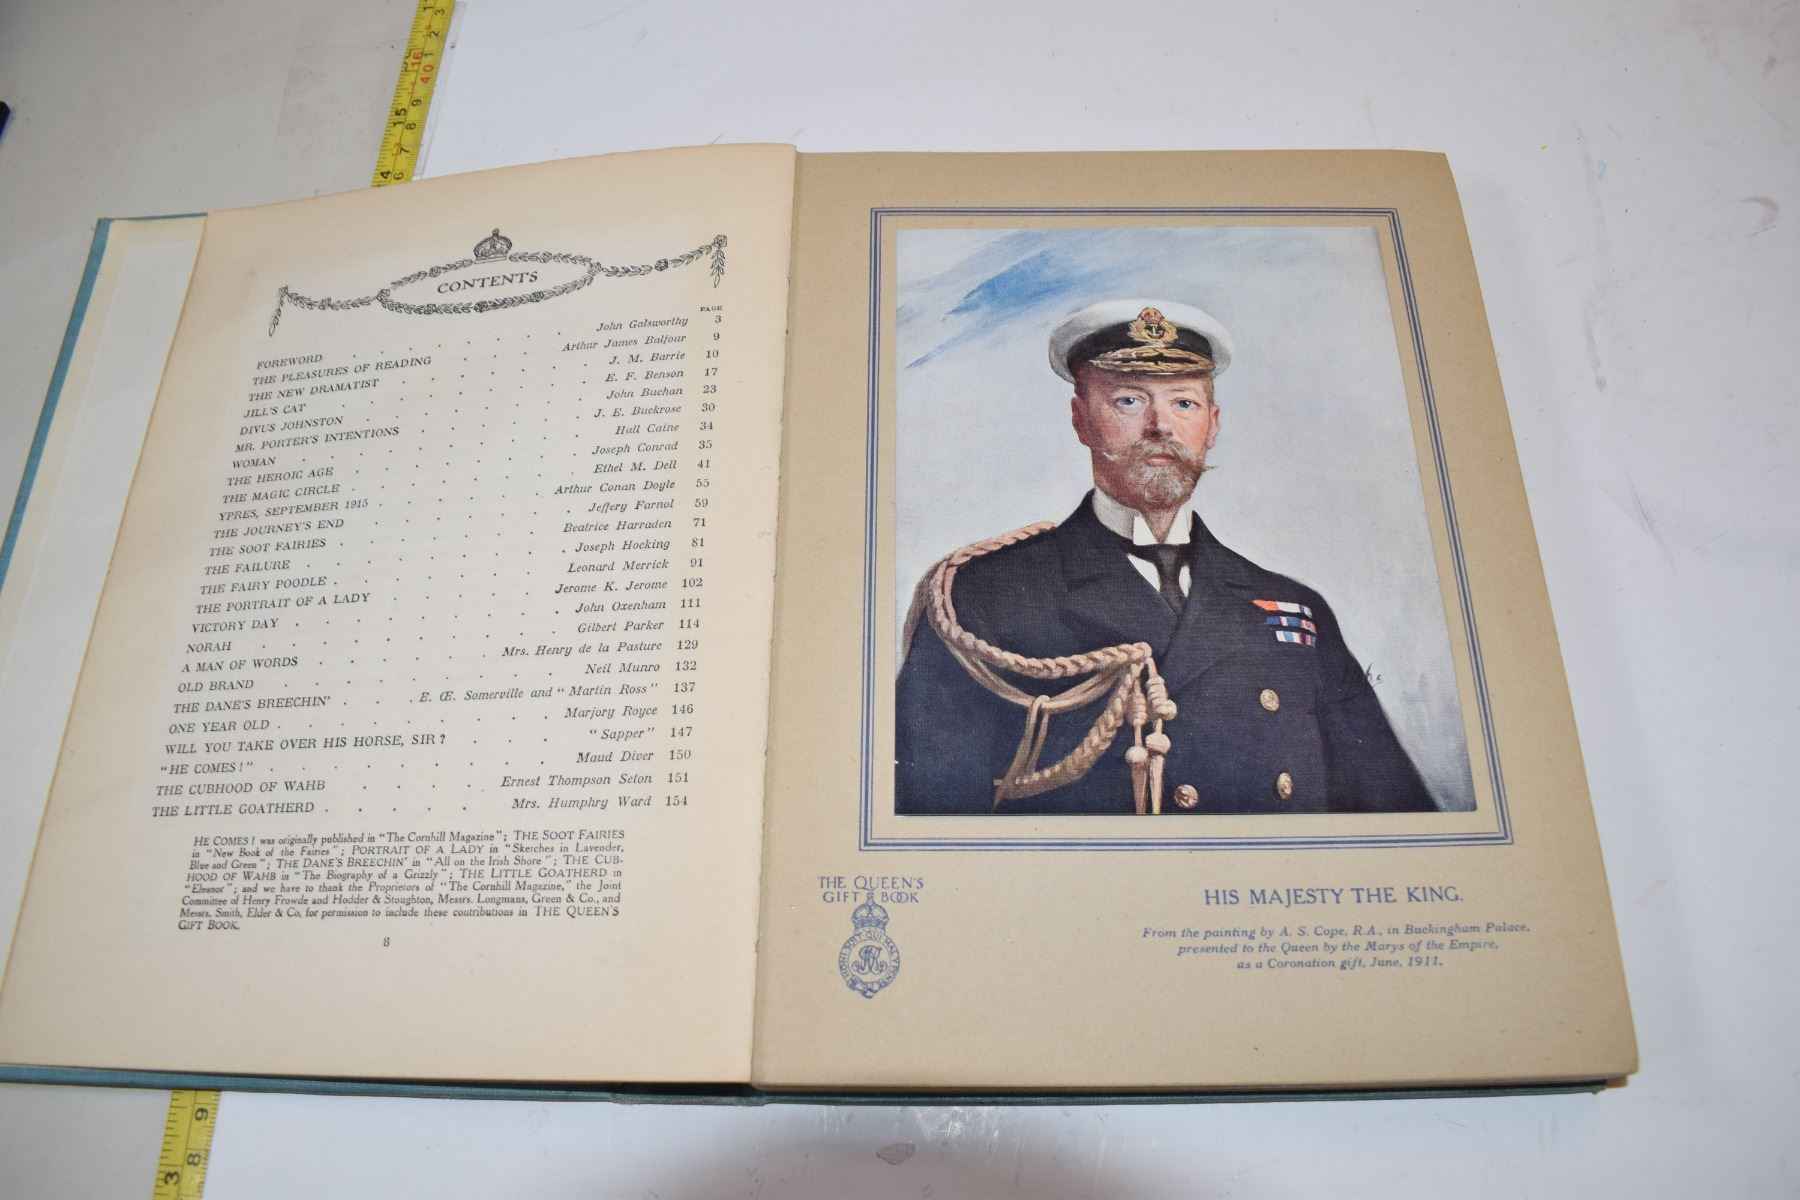 CONTENTS
PAGE
FOREWORD . . . . . . . John Galsworthy 3
THE PLEASURES OF READING . . . Arthur James Balfour 9
THE NEW DRAMATIST . . . . . . J. M. Barrie 10
JILL'S CAT . . . . . . . E. F. Benson 17
DIVUS JOHNSTON . . . . . . . John Buchan 23
MR. PORTER'S INTENTIONS . . . . . J. E. Buckrose 30
WOMAN . . . . . . . . Hall Caine 34
THE HEROIC AGE . . . . . . . Joseph Conrad 35
THE MAGIC CIRCLE . . . . . . . Ethel M. Dell 41
YPRES, SEPTEMBER 1915 . . . . . Arthur Conan Doyle 55
THE JOURNEY'S END . . . . . . Jeffery Farnol 59
THE SOOT FAIRIES . . . . . . Beatrice Harraden 71
THE FAILURE . . . . . . . Joseph Hocking 81
THE FAIRY POODLE . . . . . . Leonard Merrick 91
THE PORTRAIT OF A LADY . . . . . Jerome K. Jerome 102
VICTORY DAY . . . . . . . John Oxenham 111
NORAH . . . . . . . . Gilbert Parker 114
A MAN OF WORDS . . . . . Mrs. Henry de la Pasture 129
OLD BRAND . . . . . . . Neil Munro 132
THE DANE'S BREECHIN' . . . E. Œ. Somerville and "Martin Ross" 137
ONE YEAR OLD . . . . . . . Marjory Royce 146
WILL YOU TAKE OVER HIS HORSE, SIR? . . . "Sapper" 147
"HE COMES!" . . . . . . . Maud Diver 150
THE CUBHOOD OF WAHB . . . . Ernest Thompson Seton 151
THE LITTLE GOATHERD . . . . Mrs. Humphry Ward 154
HE COMES! was originally published in "The Cornhill Magazine"; THE SOOT FAIRIES
in "New Book of the Fairies"; PORTRAIT OF A LADY in "Sketches in Lavender,
Blue and Green"; THE DANE'S BREECHIN' in "All on the Irish Shore"; THE CUB-
HOOD OF WAHB in "The Biography of a Grizzly"; THE LITTLE GOATHERD in
"Eleanor"; and we have to thank the Proprietors of "The Cornhill Magazine," the Joint
Committee of Henry Frowde and Hodder & Stoughton, Messrs. Longmans, Green & Co., and
Messrs. Smith, Elder & Co. for permission to include these contributions in THE QUEEN'S
GIFT BOOK.
8
THE QUEEN'S
GIFT BOOK
HONI SOIT QUI MAL Y PENSE
HIS MAJESTY THE KING.
From the painting by A. S. Cope, R.A., in Buckingham Palace,
presented to the Queen by the Marys of the Empire,
as a Coronation gift, June, 1911.